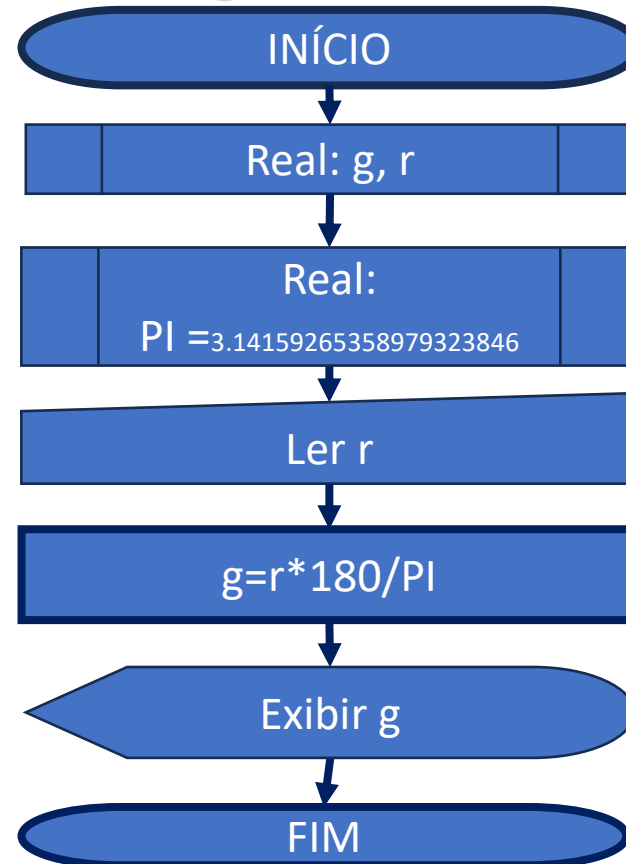 INÍCIO
Real: g, r
Real:
PI =3.14159265358979323846
Ler r
g=r*180/PI
Exibir g
FIM